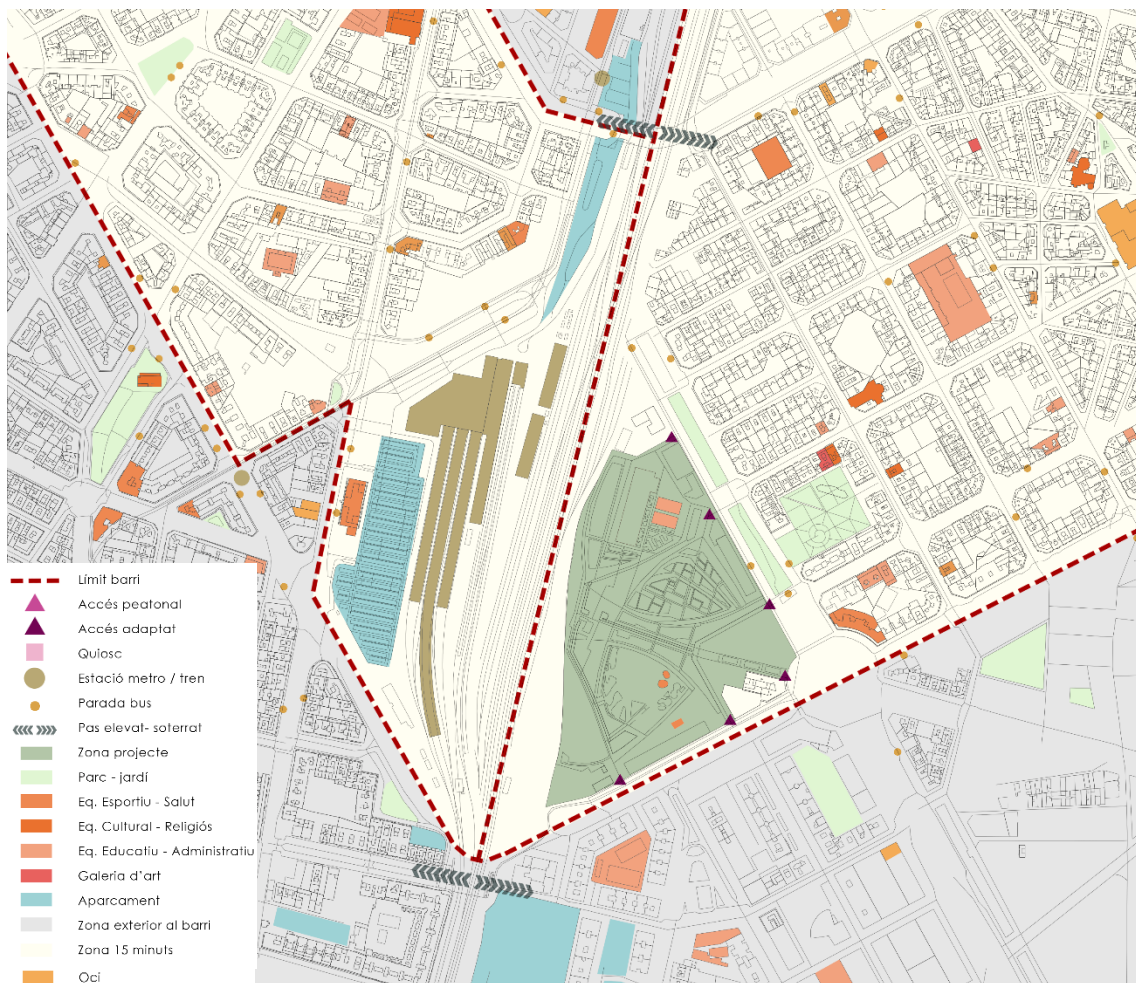 Límit barri
Accés peatonal
Accés adaptat
Quiosc
Estació metro / tren
Parada bus
Pas elevat- soterrat
Zona projecte
Parc - jardí
Eq. Esportiu - Salut
Eq. Cultural - Religiós
Eq. Educatiu - Administratiu
Galeria d'art
Aparcament
Zona exterior al barri
Zona 15 minuts
Oci